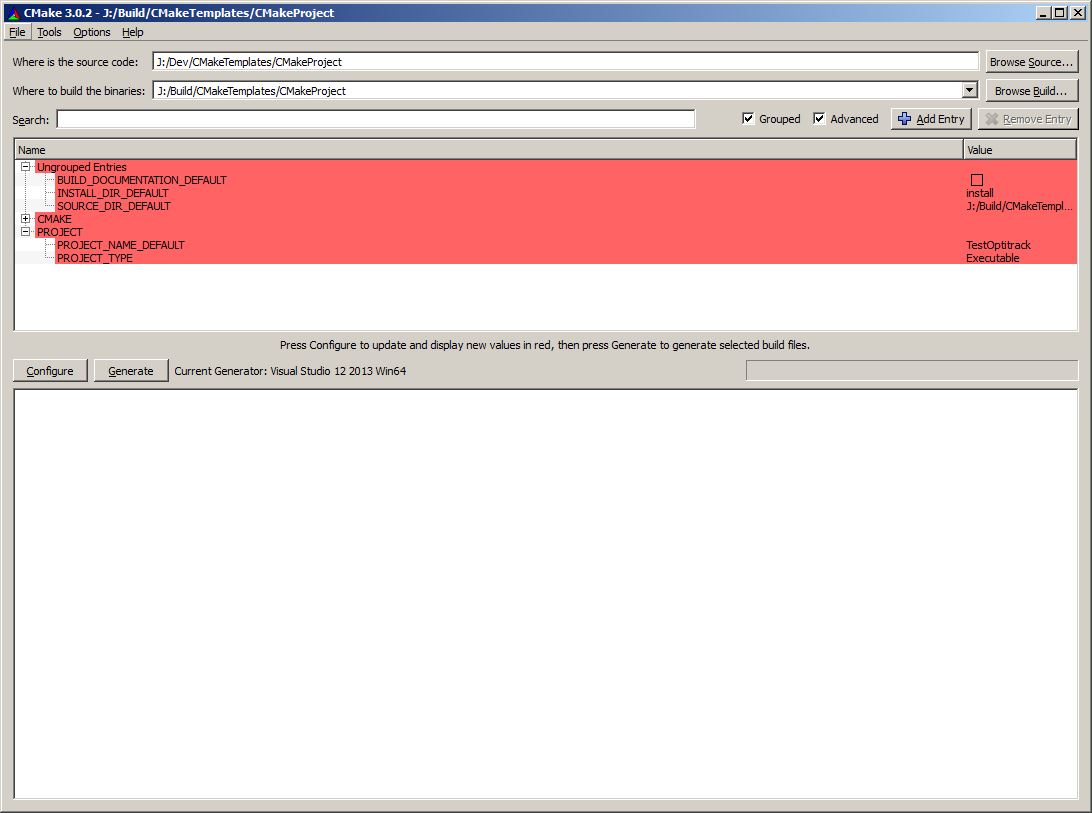 CMake 3.0.2 - J:/Build/CMakeTemplates/CMakeProject
File Tools Options Help
Where is the source code: J:/Dev/CMakeTemplates/CMakeProject Browse Source...
Where to build the binaries: J:/Build/CMakeTemplates/CMakeProject Browse Build...
Search: Grouped Advanced Add Entry Remove Entry
Name Value
Ungrouped Entries
BUILD_DOCUMENTATION_DEFAULT
INSTALL_DIR_DEFAULT install
SOURCE_DIR_DEFAULT J:/Build/CMakeTempl...
CMAKE
PROJECT
PROJECT_NAME_DEFAULT TestOptitrack
PROJECT_TYPE Executable
Press Configure to update and display new values in red, then press Generate to generate selected build files.
Configure Generate Current Generator: Visual Studio 12 2013 Win64